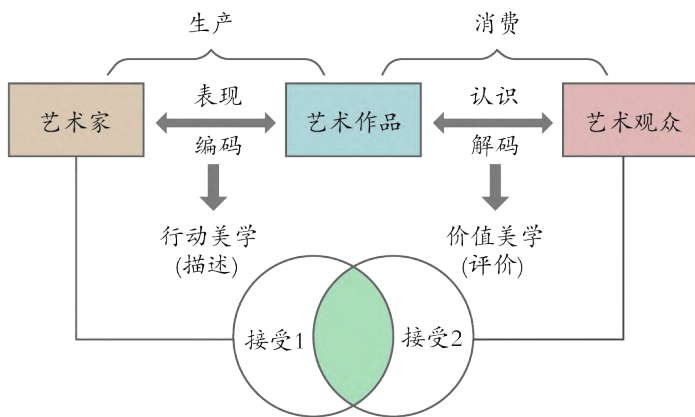 生产
消费
艺术家
表现
编码
艺术作品
认识
解码
艺术观众
行动美学
(描述)
价值美学
(评价)
接受1
接受2